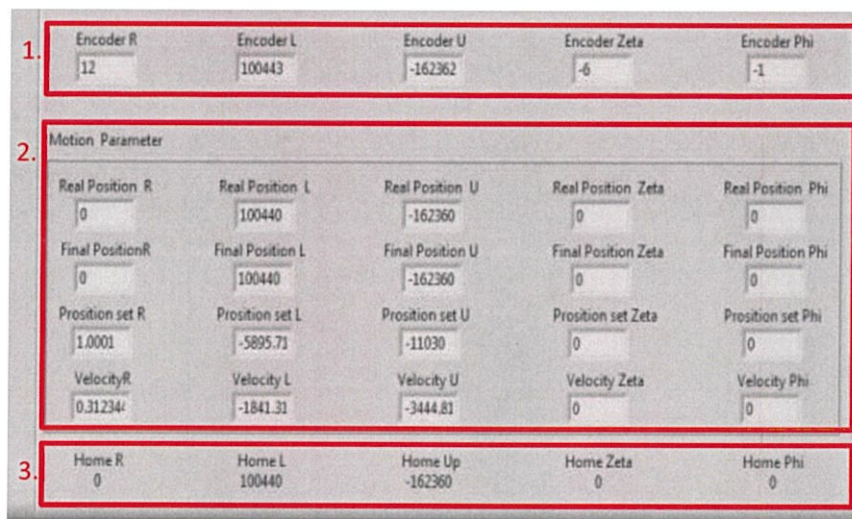 1.
Encoder R Encoder L Encoder U Encoder Zeta Encoder Phi
12 100443 -162362 -6 -1
2.
Motion Parameter
Real Position R Real Position L Real Position U Real Position Zeta Real Position Phi
0 100440 -162360 0 0
Final PositionR Final Position L Final Position U Final Position Zeta Final Position Phi
0 100440 -162360 0 0
Prosition set R Prosition set L Prosition set U Prosition set Zeta Prosition set Phi
1.0001 -5895.71 -11030 0 0
VelocityR Velocity L Velocity U Velocity Zeta Velocity Phi
0.312344 -1841.31 -3444.81 0 0
3.
Home R Home L Home Up Home Zeta Home Phi
0 100440 -162360 0 0